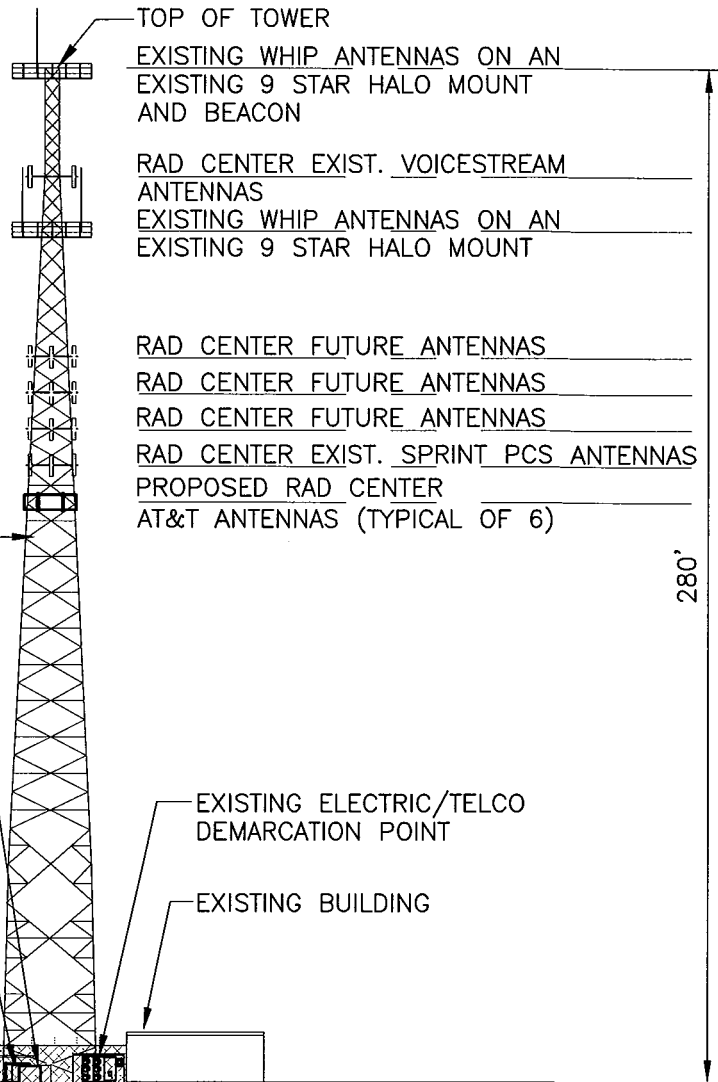 TOP OF TOWER
EXISTING WHIP ANTENNAS ON AN
EXISTING 9 STAR HALO MOUNT
AND BEACON
RAD CENTER EXIST. VOICESTREAM
ANTENNAS
EXISTING WHIP ANTENNAS ON AN
EXISTING 9 STAR HALO MOUNT
RAD CENTER FUTURE ANTENNAS
RAD CENTER FUTURE ANTENNAS
RAD CENTER FUTURE ANTENNAS
RAD CENTER EXIST. SPRINT PCS ANTENNAS
PROPOSED RAD CENTER
AT&T ANTENNAS (TYPICAL OF 6)
280'
EXISTING ELECTRIC/TELCO
DEMARCATION POINT
EXISTING BUILDING